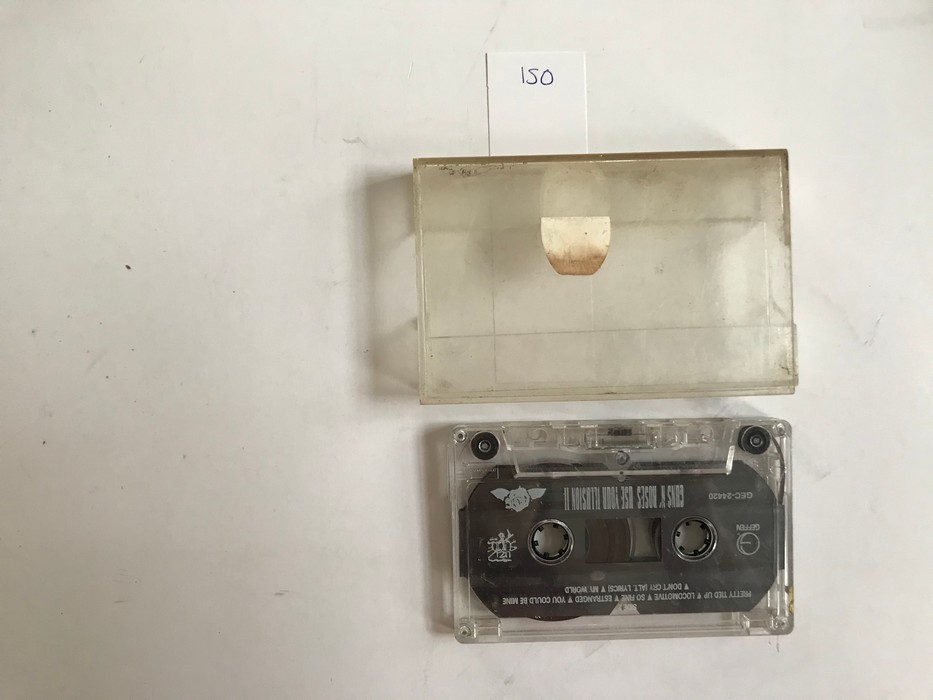 150
GUNS N' ROSES USE YOUR ILLUSION II
GEC-24420
GEFFEN
UZI
PRETTY TIED UP ▼ LOCOMOTIVE ▼ SO FINE ▼ ESTRANGED ▼ YOU COULD BE MINE
▼ DON'T CRY (ALT. LYRICS) ▼ MY WORLD